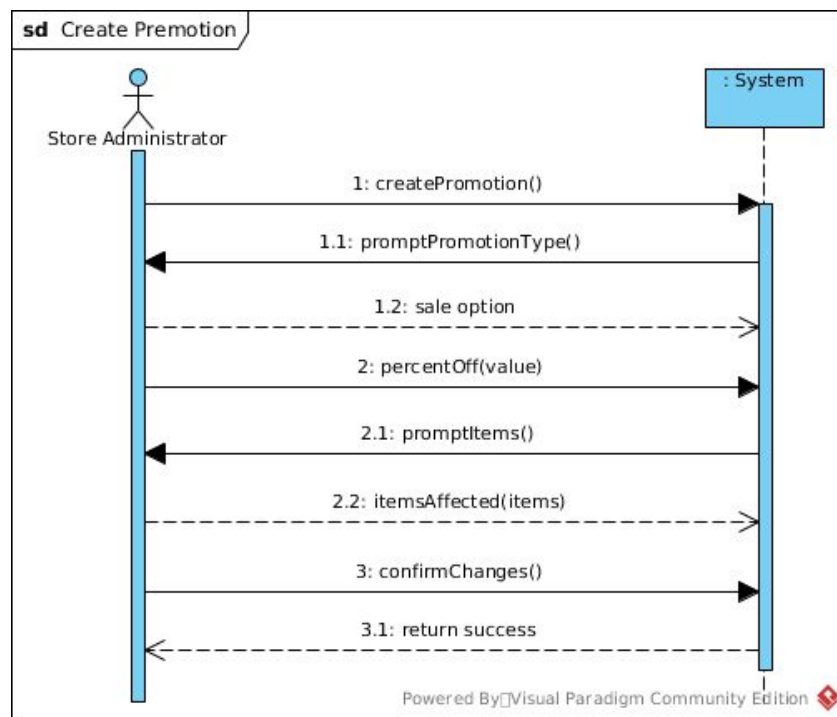 sd Create Premotion
: System
Store Administrator
1: createPromotion()
1.1: promptPromotionType()
1.2: sale option
2: percentOff(value)
2.1: promptItems()
2.2: itemsAffected(items)
3: confirmChanges()
3.1: return success
Powered By□Visual Paradigm Community Edition